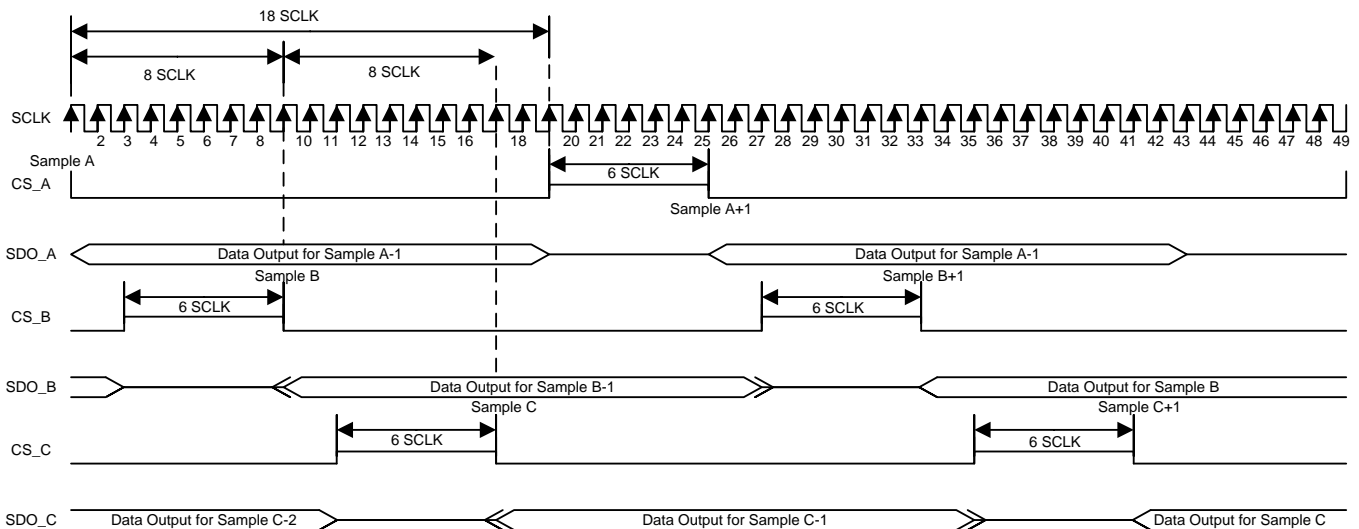 18 SCLK
8 SCLK 8 SCLK
SCLK
2 3 4 5 6 7 8 10 11 12 13 14 15 16 18 20 21 22 23 24 25 26 27 28 29 30 31 32 33 34 35 36 37 38 39 40 41 42 43 44 45 46 47 48 49
Sample A
CS_A 6 SCLK
Sample A+1
SDO_A Data Output for Sample A-1 Data Output for Sample A-1
Sample B Sample B+1
CS_B 6 SCLK 6 SCLK
SDO_B Data Output for Sample B-1 Data Output for Sample B
Sample C Sample C+1
CS_C 6 SCLK 6 SCLK
SDO_C Data Output for Sample C-2 Data Output for Sample C-1 Data Output for Sample C